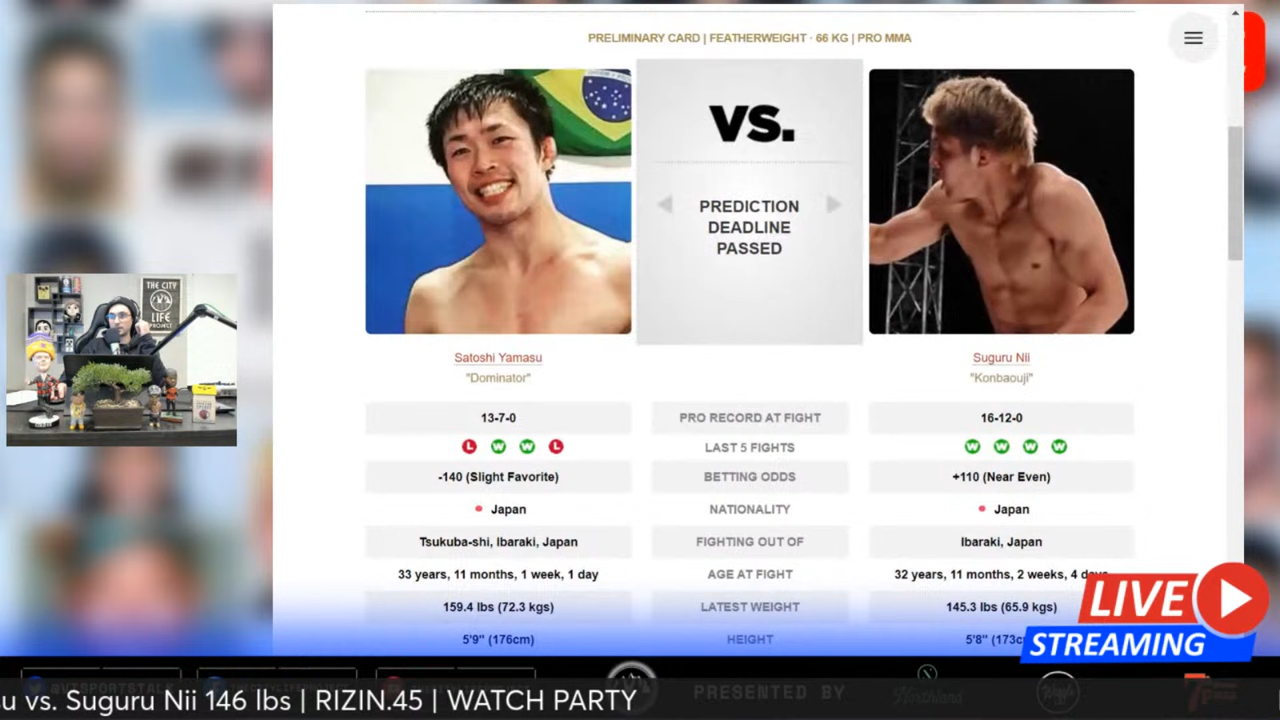 PRELIMINARY CARD | FEATHERWEIGHT · 66 KG | PRO MMA
VS.
PREDICTION
DEADLINE
PASSED
THE CITY
LIFE
PROJECT
Satoshi Yamasu
Suguru Nii
"Dominator"
"Konbaouji"
13-7-0
PRO RECORD AT FIGHT
16-12-0
L W W L
LAST 5 FIGHTS
W W W W
-140 (Slight Favorite)
BETTING ODDS
+110 (Near Even)
Japan
NATIONALITY
Japan
Tsukuba-shi, Ibaraki, Japan
FIGHTING OUT OF
Ibaraki, Japan
33 years, 11 months, 1 week, 1 day
AGE AT FIGHT
32 years, 11 months, 2 weeks, 4
159.4 lbs (72.3 kgs)
LATEST WEIGHT
145.3 lbs (65.9 kgs)
5'9" (176cm)
HEIGHT
5'8" (173c
LIVE
STREAMING
PRESENTED BY
Northland
u vs. Suguru Nii 146 lbs | RIZIN.45 | WATCH PARTY